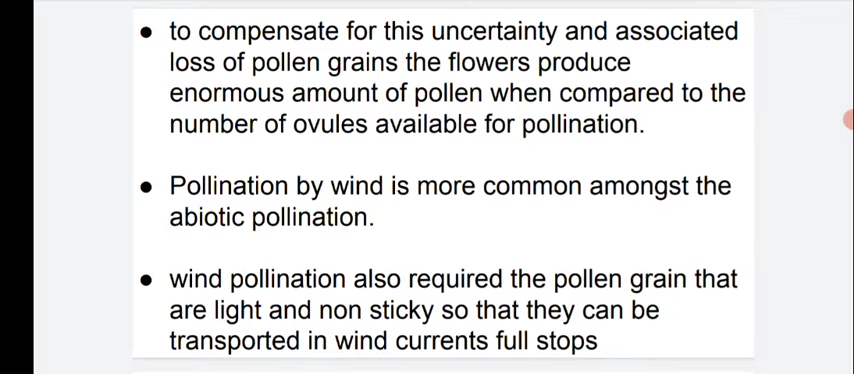 ● to compensate for this uncertainty and associated
loss of pollen grains the flowers produce
enormous amount of pollen when compared to the
number of ovules available for pollination.
● Pollination by wind is more common amongst the
abiotic pollination.
● wind pollination also required the pollen grain that
are light and non sticky so that they can be
transported in wind currents full stops